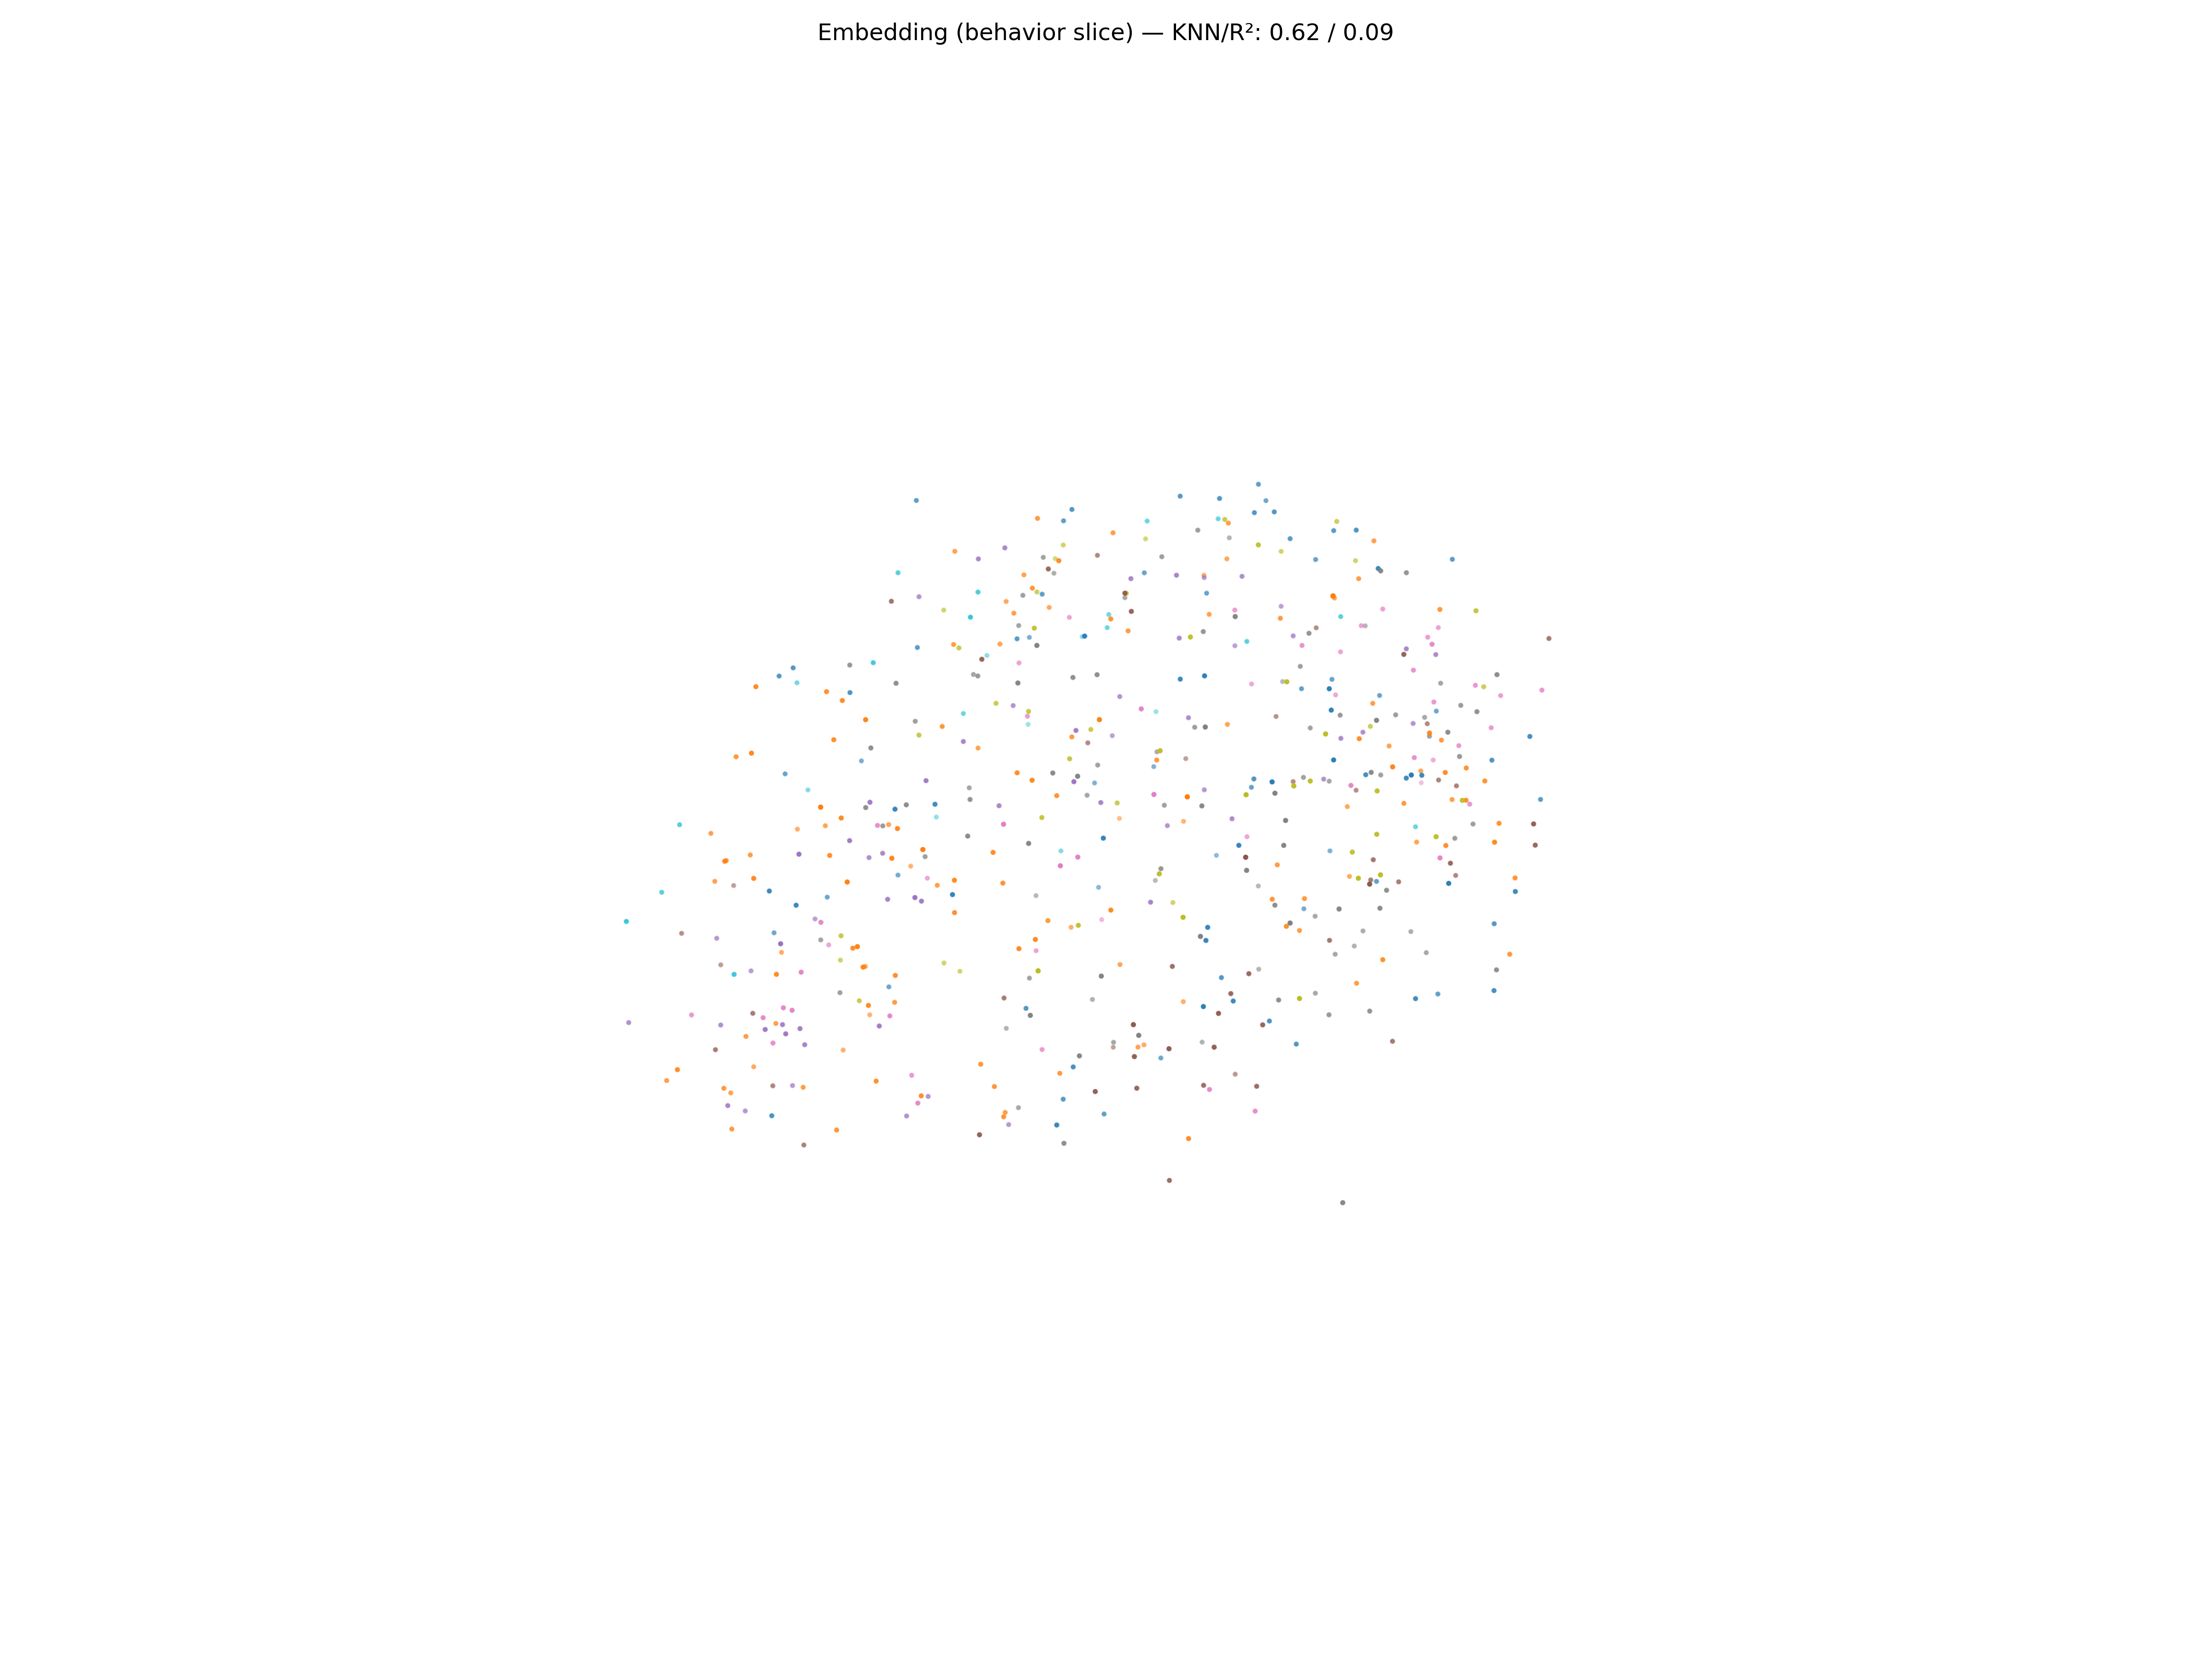 Embedding (behavior slice) — KNN/R²: 0.62 / 0.09